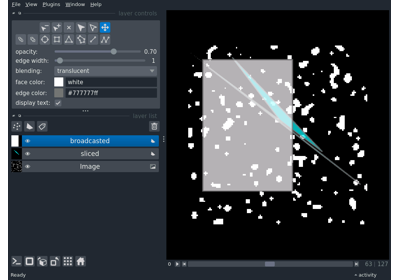 File View Plugins Window Help
layer controls
opacity: 0.70
edge width: 1
blending: translucent
face color: white
edge color: #777777ff
display text:
layer list
broadcasted
sliced
Image
63 127
Ready
activity